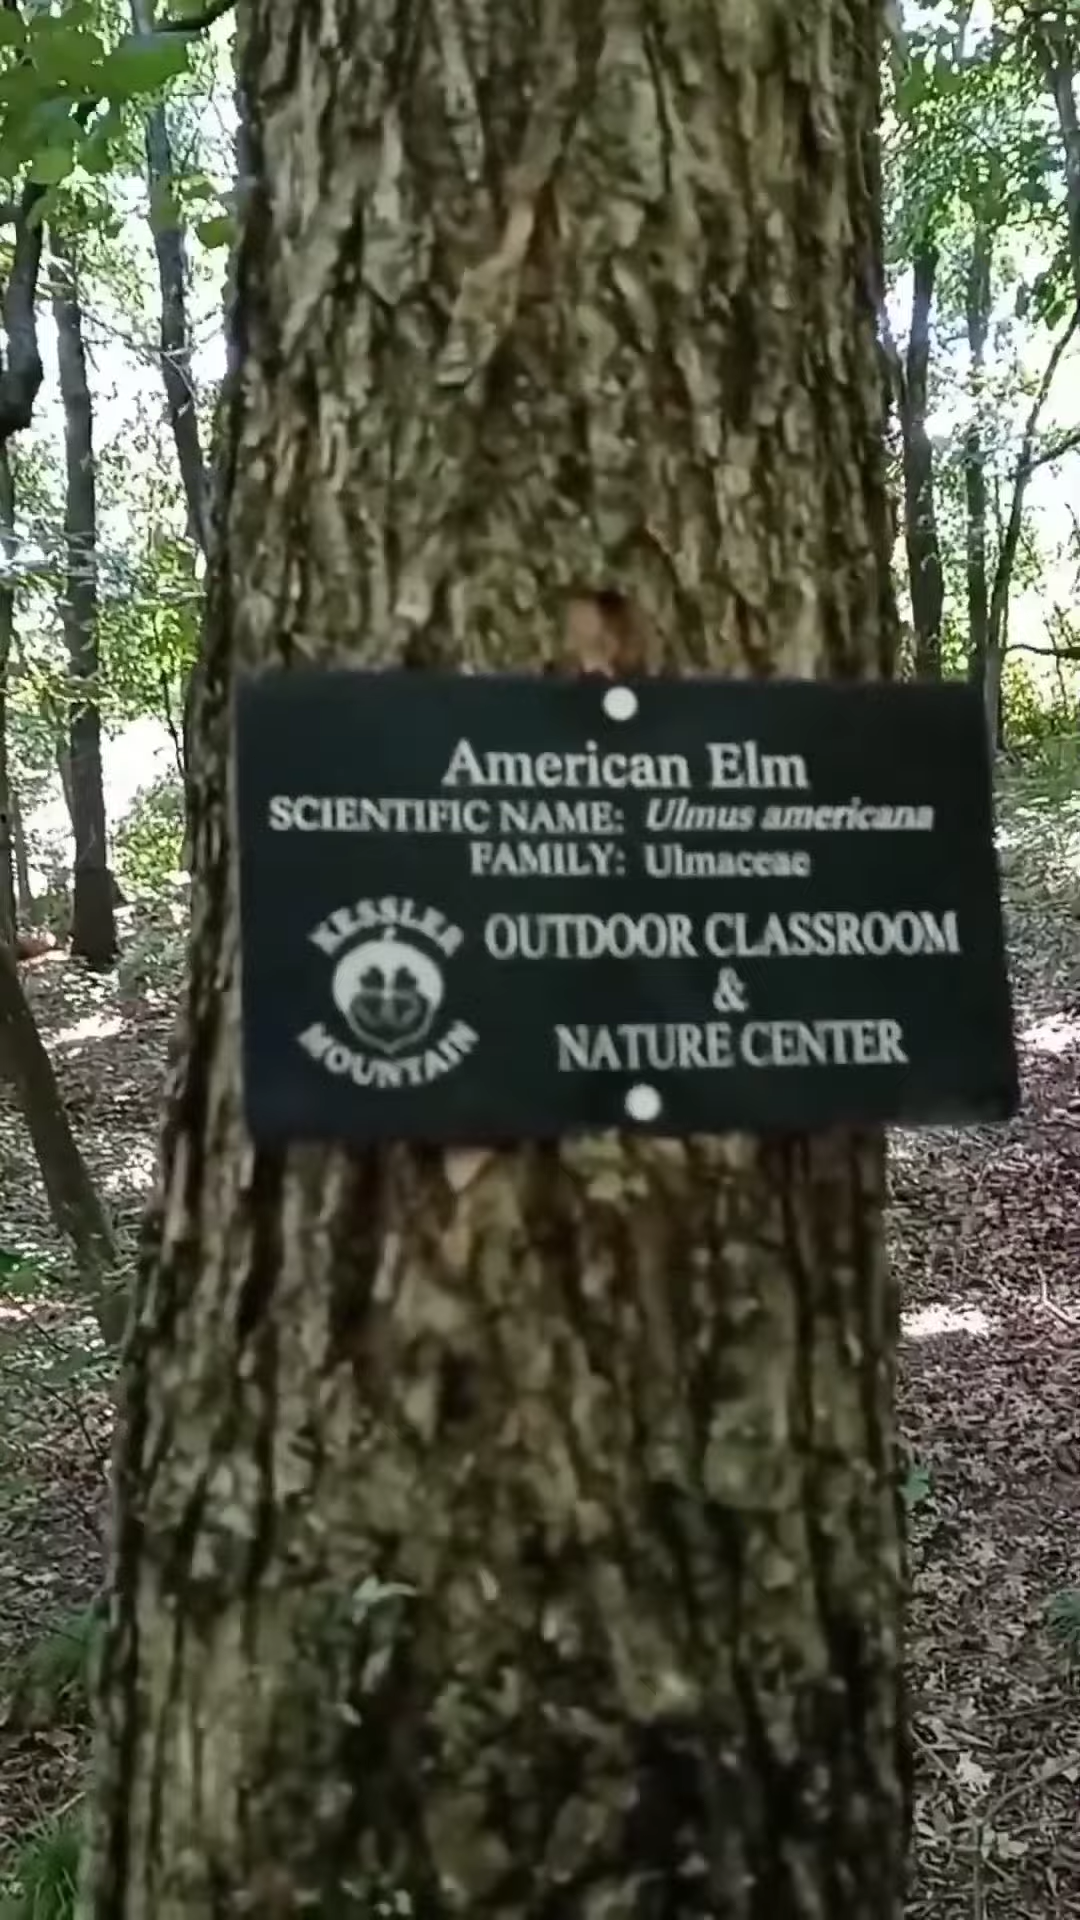 American Elm
SCIENTIFIC NAME: Ulmus americana
FAMILY: Ulmaceae
KESSLER
MOUNTAIN
OUTDOOR CLASSROOM
&
NATURE CENTER